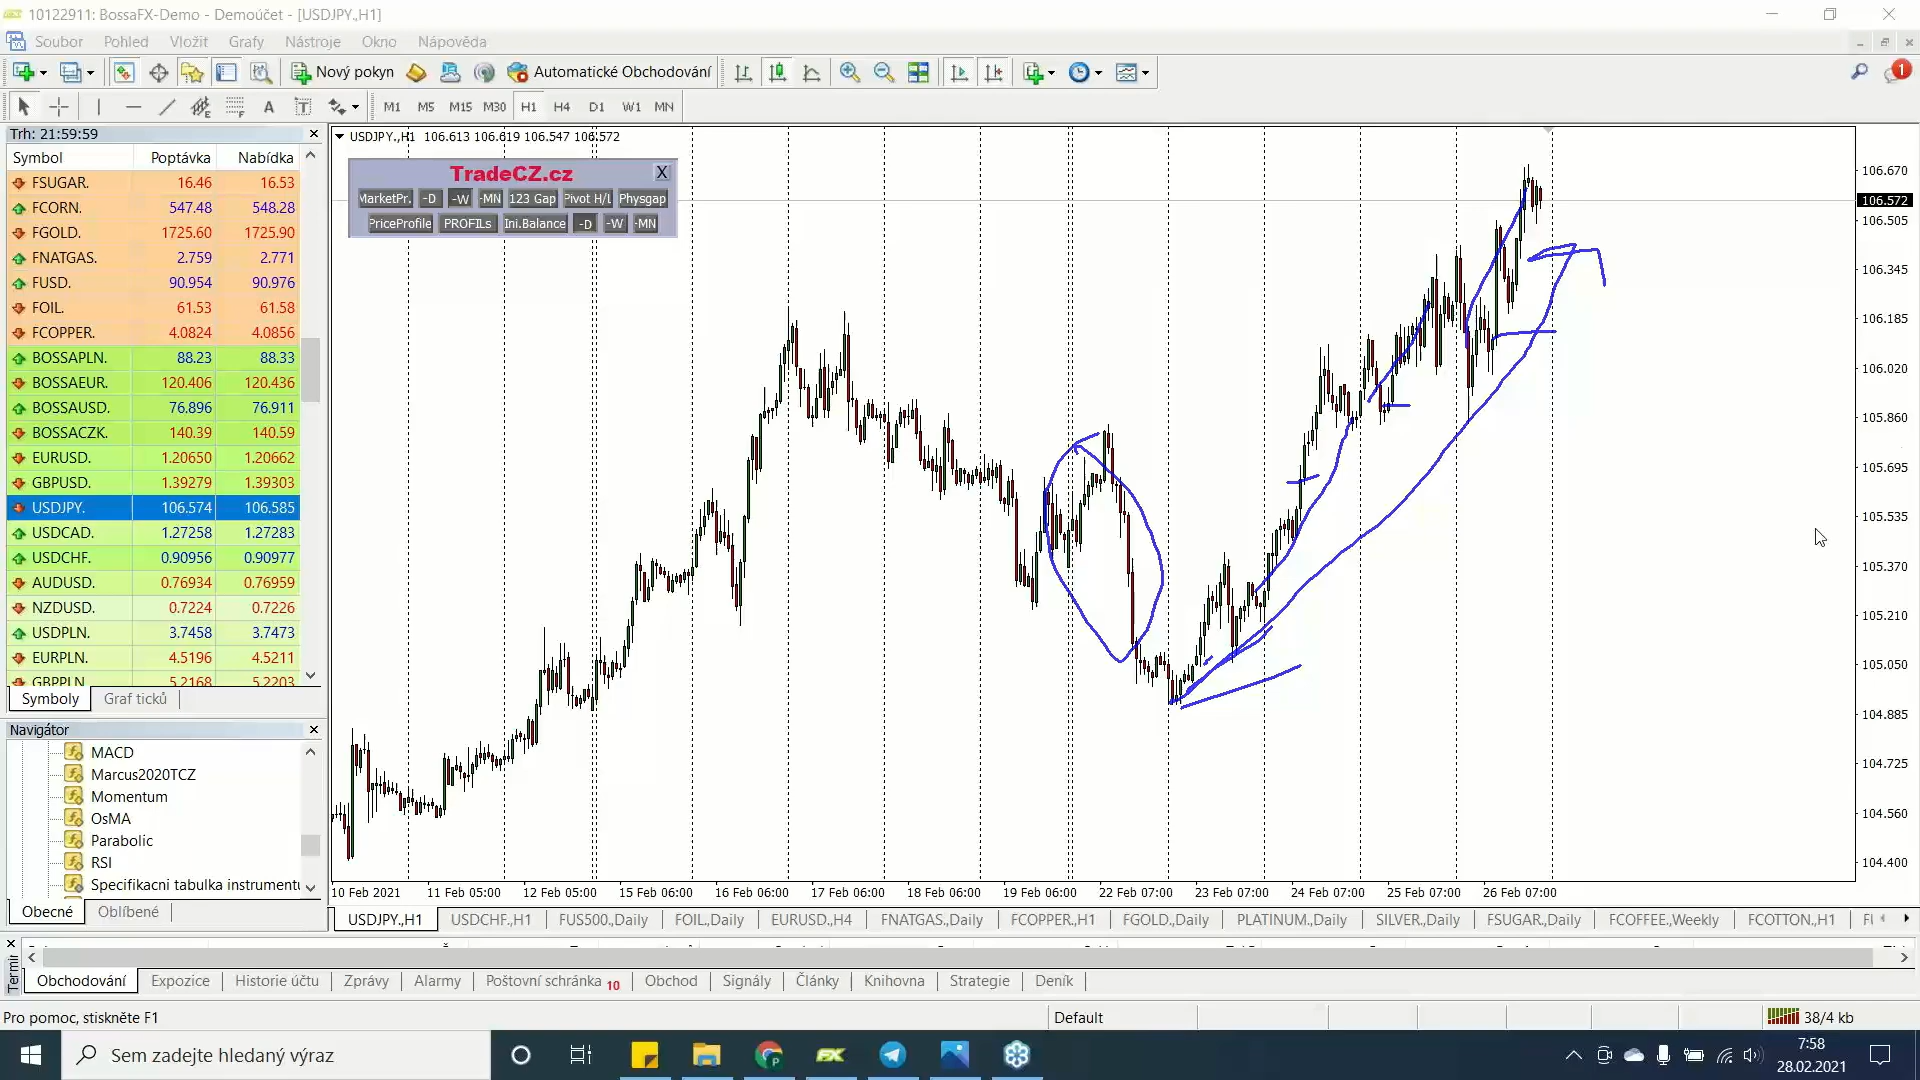 10122911: BossaFX-Demo - Demoúčet - [USDJPY.,H1]
Soubor Pohled Vložit Grafy Nástroje Okno Nápověda
Nový pokyn Automatické Obchodování 1
A T M1 M5 M15 M30 H1 H4 D1 W1 MN
Trh: 21:59:59
Symbol Poptávka Nabídka
FSUGAR. 16.46 16.53
FCORN. 547.48 548.28
FGOLD. 1725.60 1725.90
FNATGAS. 2.759 2.771
FUSD. 90.954 90.976
FOIL. 61.53 61.58
FCOPPER. 4.0824 4.0856
BOSSAPLN. 88.23 88.33
BOSSAEUR. 120.406 120.436
BOSSAUSD. 76.896 76.911
BOSSACZK. 140.39 140.59
EURUSD. 1.20650 1.20662
GBPUSD. 1.39279 1.39303
USDJPY. 106.574 106.585
USDCAD. 1.27258 1.27283
USDCHF. 0.90956 0.90977
AUDUSD. 0.76934 0.76959
NZDUSD. 0.7224 0.7226
USDPLN. 3.7458 3.7473
EURPLN. 4.5196 4.5211
GBPPLN. 5.2168 5.2203
Symboly Graf ticků
Navigátor
MACD
Marcus2020TCZ
Momentum
OsMA
Parabolic
RSI
Specifikacni tabulka instrumentu
Obecné Oblíbené
USDJPY.,H1 106.613 106.619 106.547 106.572
TradeCZ.cz X
MarketPr. -D -W -MN 123 Gap Pivot H/L Physgap
PriceProfile PROFILs Ini.Balance -D -W -MN
106.670
106.572
106.505
106.345
106.185
106.020
105.860
105.695
105.535
105.370
105.210
105.050
104.885
104.725
104.560
104.400
10 Feb 2021 11 Feb 05:00 12 Feb 05:00 15 Feb 06:00 16 Feb 06:00 17 Feb 06:00 18 Feb 06:00 19 Feb 06:00 22 Feb 07:00 23 Feb 07:00 24 Feb 07:00 25 Feb 07:00 26 Feb 07:00
USDJPY.,H1 USDCHF.,H1 FUS500.,Daily FOIL.,Daily EURUSD.,H4 FNATGAS.,Daily FCOPPER.,H1 FGOLD.,Daily PLATINUM.,Daily SILVER.,Daily FSUGAR.,Daily FCOFFEE.,Weekly FCOTTON.,H1
Obchodování Expozice Historie účtu Zprávy Alarmy Poštovní schránka 10 Obchod Signály Články Knihovna Strategie Deník
Pro pomoc, stiskněte F1 Default 38/4 kb
Sem zadejte hledaný výraz
7:58
28.02.2021